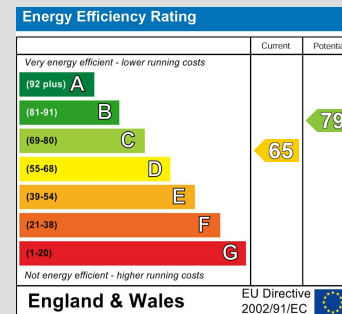 Energy Efficiency Rating
Current Potentia
Very energy efficient - lower running costs
(92 plus) A
(81-91) B
(69-80) C
(55-68) D
(39-54) E
(21-38) F
(1-20) G
65
79
Not energy efficient - higher running costs
England & Wales
EU Directive
2002/91/EC